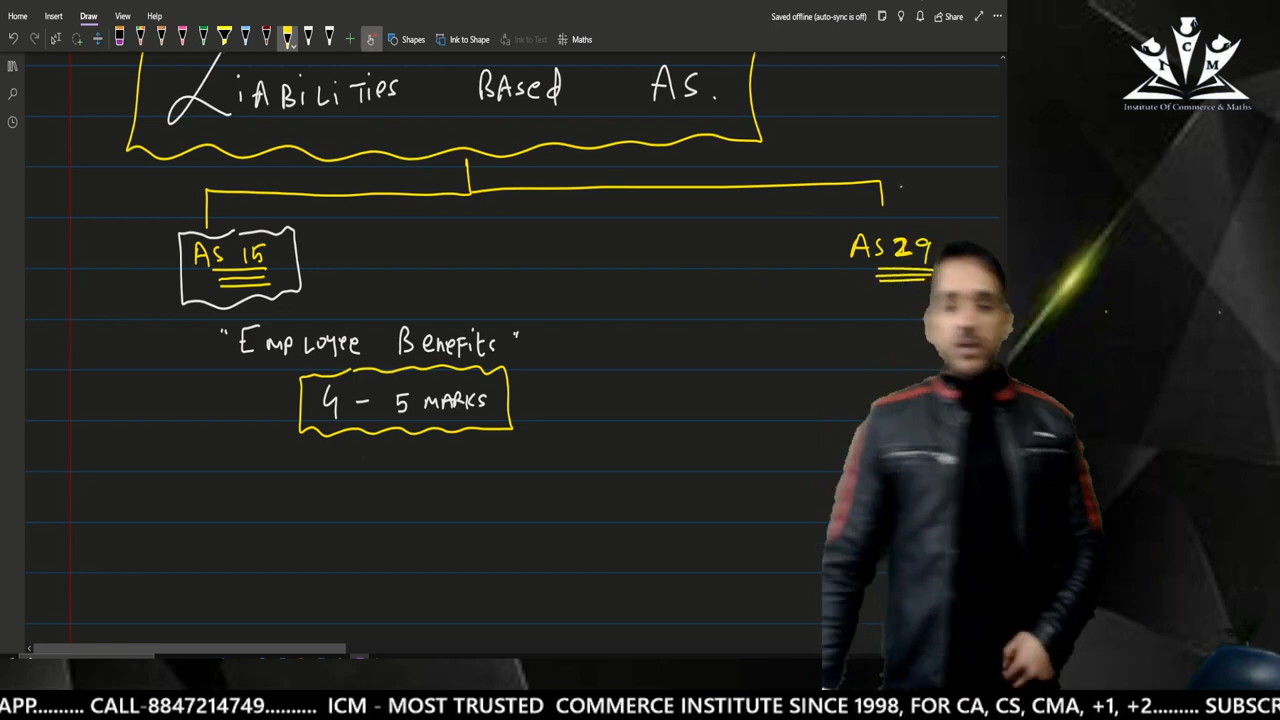 Home Insert Draw View Help
Saved offline (auto-sync is off) Share
Shapes Ink to Shape Ink to Text Maths
I C M
Institute Of Commerce & Maths
LiABiLiTies BAsed As.
As 15
As 29
"Employee Benefits"
4 - 5 MARKS
APP......... CALL-8847214749.......... ICM - MOST TRUSTED COMMERCE INSTITUTE SINCE 1998, FOR CA, CS, CMA, +1, +2......... SUBSCR